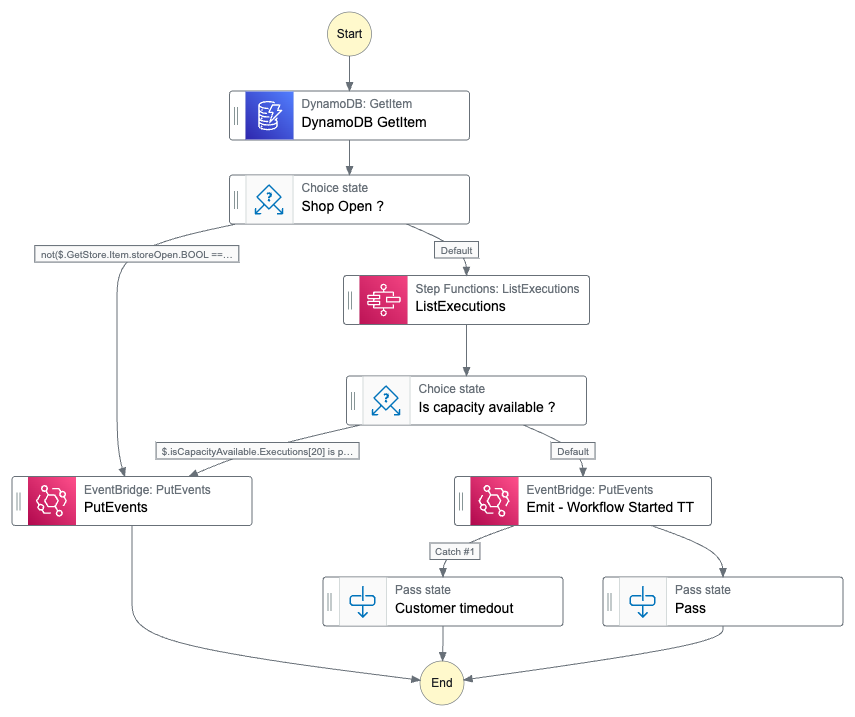 Start
DynamoDB: GetItem
DynamoDB GetItem
Choice state
Shop Open ?
not($.GetStore.Item.storeOpen.BOOL ==...
Default
Step Functions: ListExecutions
ListExecutions
Choice state
Is capacity available ?
$.isCapacityAvailable.Executions[20] is p...
Default
EventBridge: PutEvents
PutEvents
EventBridge: PutEvents
Emit - Workflow Started TT
Catch #1
Pass state
Customer timedout
Pass state
Pass
End